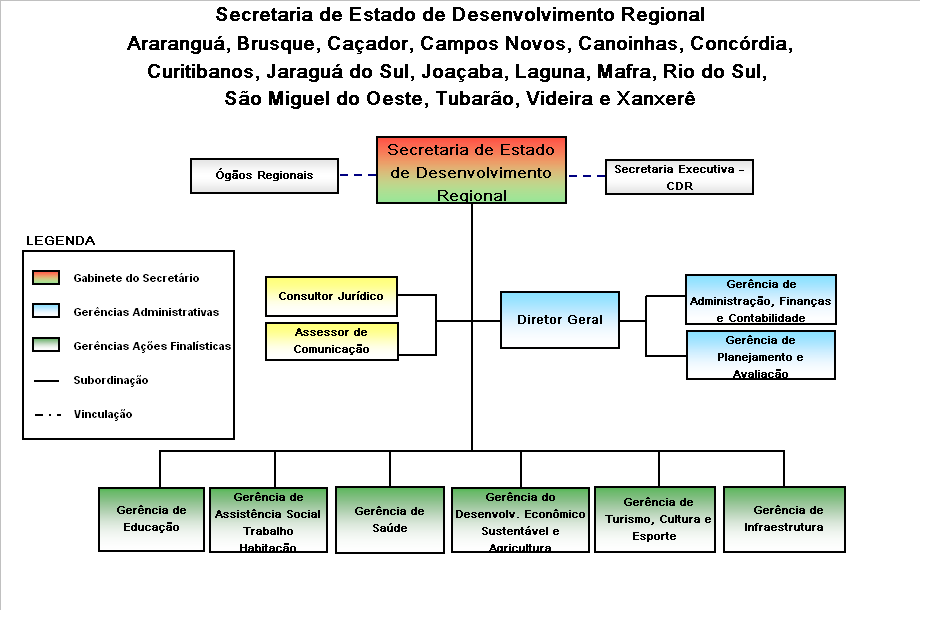 Secretaria de Estado de Desenvolvimento Regional
Araranguá, Brusque, Caçador, Campos Novos, Canoinhas, Concórdia,
Curitibanos, Jaraguá do Sul, Joaçaba, Laguna, Mafra, Rio do Sul,
São Miguel do Oeste, Tubarão, Videira e Xanxerê
Secretaria de Estado
de Desenvolvimento
Regional
Ógãos Regionais
Secretaria Executiva –
CDR
LEGENDA
Gabinete do Secretário
Gerências Administrativas
Gerências Ações Finalísticas
Subordinação
Vinculação
Consultor Jurídico
Assessor de
Comunicação
Diretor Geral
Gerência de
Administração, Finanças
e Contabilidade
Gerência de
Planejamento e
Avaliação
Gerência de
Educação
Gerência de
Assistência Social
Trabalho
Habitação
Gerência de
Saúde
Gerência do
Desenvolv. Econômico
Sustentável e
Agricultura
Gerência de
Turismo, Cultura e
Esporte
Gerência de
Infraestrutura